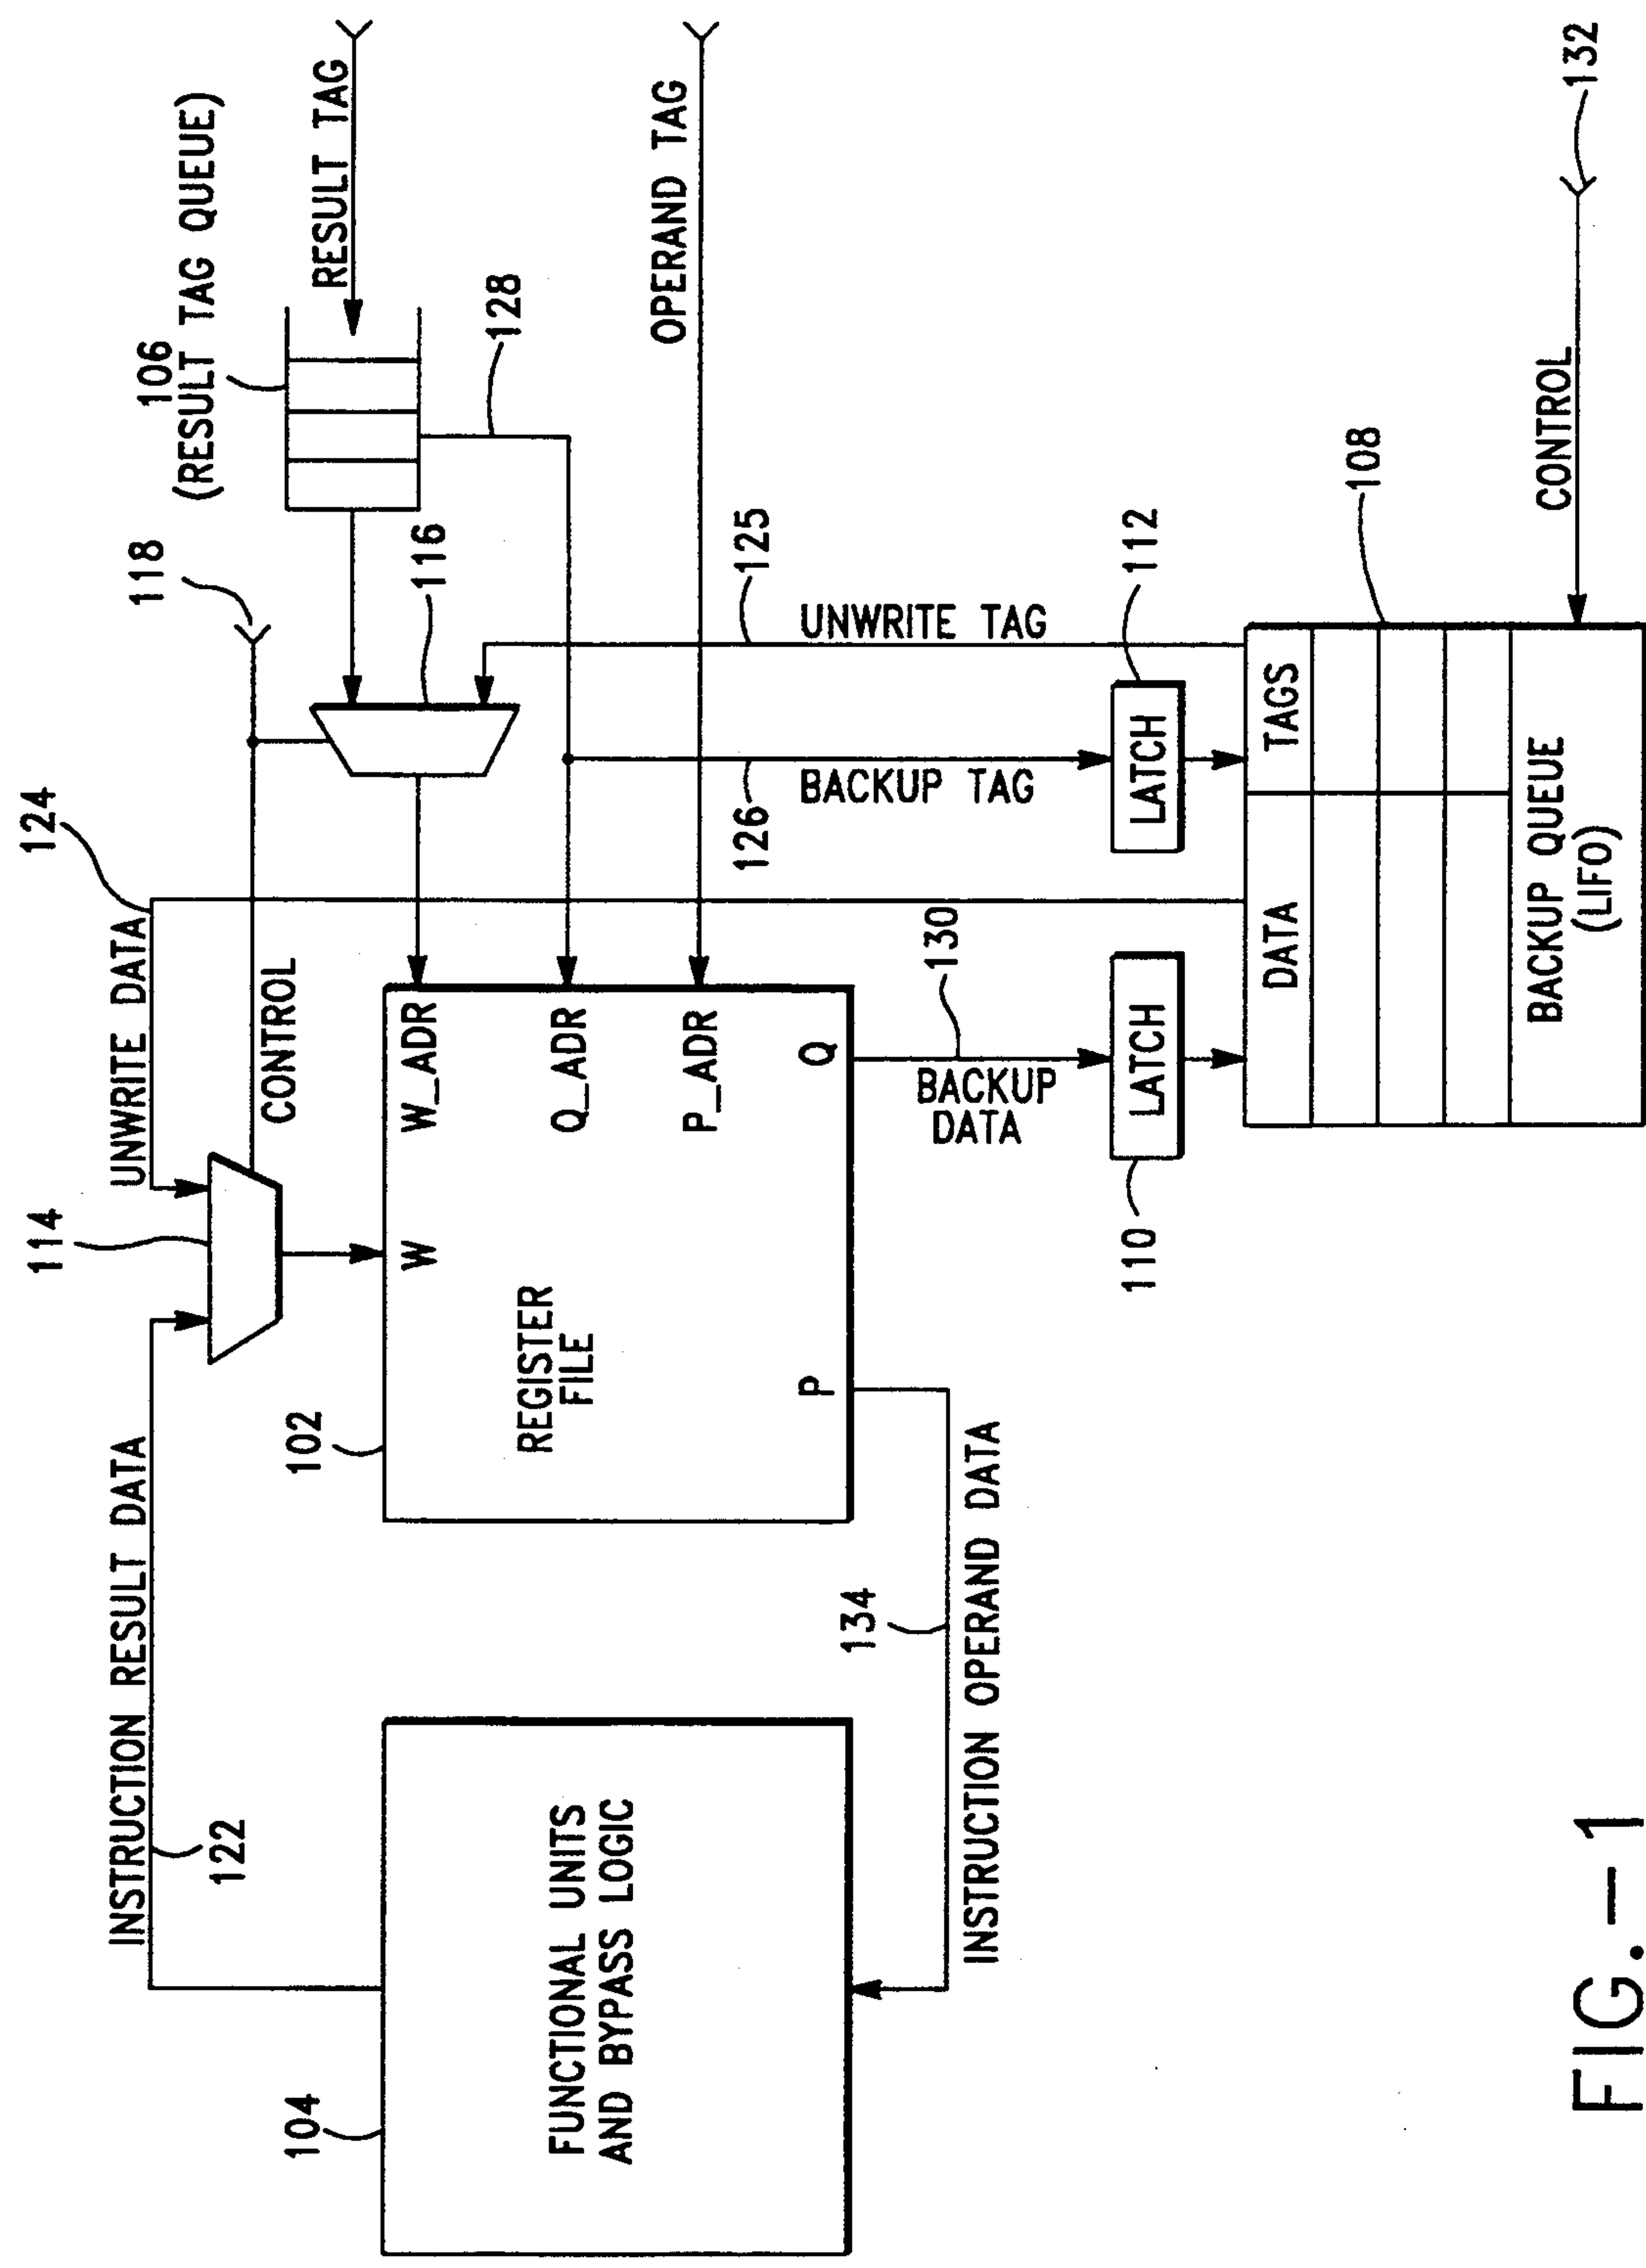 124
118
106
(RESULT TAG QUEUE)
UNWRITE DATA
114
INSTRUCTION RESULT DATA
122
CONTROL
116
RESULT TAG
128
104
FUNCTIONAL UNITS
AND BYPASS LOGIC
102
REGISTER
FILE
W
W_ADR
Q_ADR
P_ADR
P
Q
OPERAND TAG
134
INSTRUCTION OPERAND DATA
130
BACKUP
DATA
126
BACKUP TAG
125
UNWRITE TAG
110
LATCH
LATCH
112
DATA
TAGS
108
BACKUP QUEUE
(LIFO)
CONTROL
132
FIG.-1